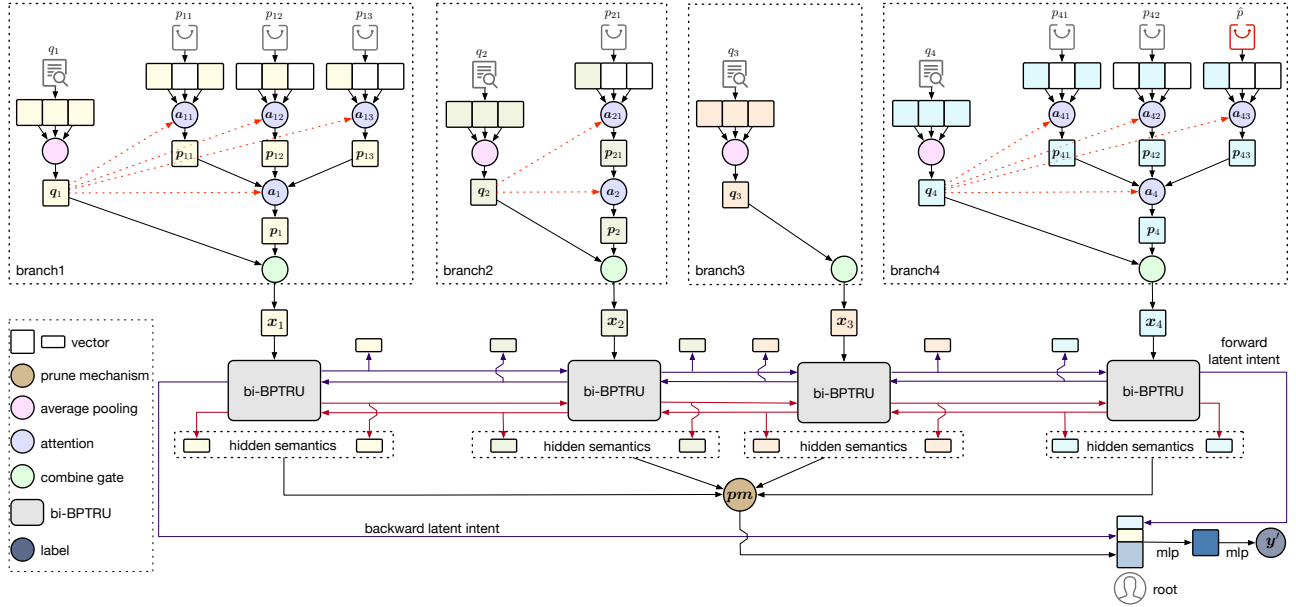 p₁₁ p₁₂ p₁₃ p₂₁ p₄₁ p₄₂ p̂
q₁ q₂ q₃ q₄
a₁₁ a₁₂ a₁₃ a₂₁ a₄₁ a₄₂ a₄₃
p₁₁ p₁₂ p₁₃ p₂₁ p₄₁ p₄₂ p₄₃
q₁ a₁ q₂ a₂ q₃ q₄ a₄
p₁ p₂ p₄
branch1 branch2 branch3 branch4
x₁ x₂ x₃ x₄
vector
prune mechanism
average pooling
attention
combine gate
bi-BPTRU
label
forward
latent intent
bi-BPTRU bi-BPTRU bi-BPTRU bi-BPTRU
hidden semantics hidden semantics hidden semantics hidden semantics
pm
backward latent intent
mlp mlp y′
root